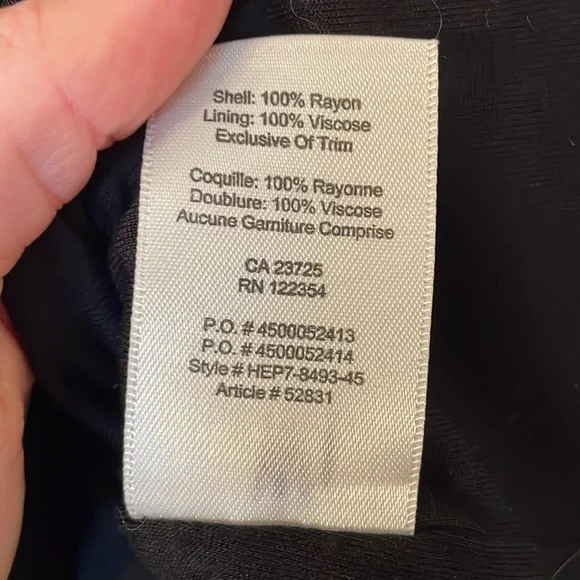 Shell: 100% Rayon
Lining: 100% Viscose
Exclusive Of Trim
Coquille: 100% Rayonne
Doublure: 100% Viscose
Aucune Garniture Comprise
CA 23725
RN 122354
P.O. # 4500052413
P.O. # 4500052414
Style # HEP7-8493-45
Article # 52831